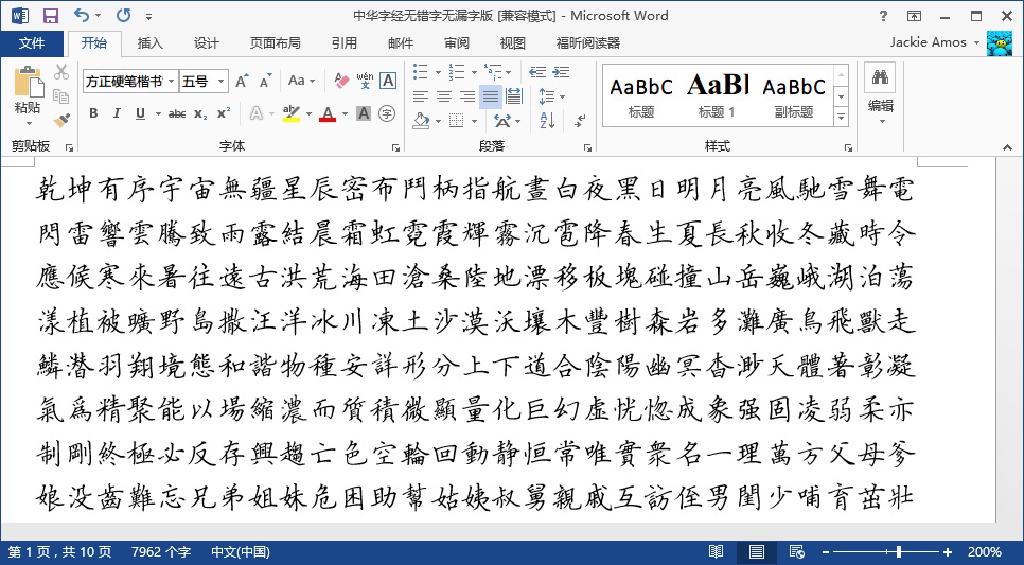 中华字经无错字无漏字版 [兼容模式] - Microsoft Word
文件 开始 插入 设计 页面布局 引用 邮件 审阅 视图 福昕阅读器 Jackie Amos
方正硬笔楷书 五号 A A Aa wén A
B I U abc x₂ x² A aby A A 字
粘贴
AaBbC AaBl AaBbC
标题 标题 1 副标题
编辑
剪贴板 字体 段落 样式
乾坤有序宇宙無疆星辰密布鬥柄指航晝白夜黑日明月亮風馳雪舞電
閃雷響雲騰致雨露結晨霜虹霓霞輝霧沉雹降春生夏長秋收冬藏時令
應候寒來暑往遠古洪荒海田滄桑陸地漂移板塊碰撞山岳巍峨湖泊蕩
漾植被曠野島撒汪洋冰川凍土沙漠沃壤木豐樹森岩多灘廣鳥飛獸走
鱗潛羽翔境態和諧物種安詳形分上下道合陰陽幽冥杳渺天體著彰凝
氣爲精聚能以場縮濃而質積微顯量化巨幻虛恍惚成象强固凌弱柔亦
制剛終極必反存興趨亡色空輪回動静恒常唯實衆名一理萬方父母爹
娘没齒難忘兄弟姐妹危困助幫姑姨叔舅親戚互訪侄男閨少哺育茁壯
第 1 页，共 10 页 7962 个字 中文(中国) 200%